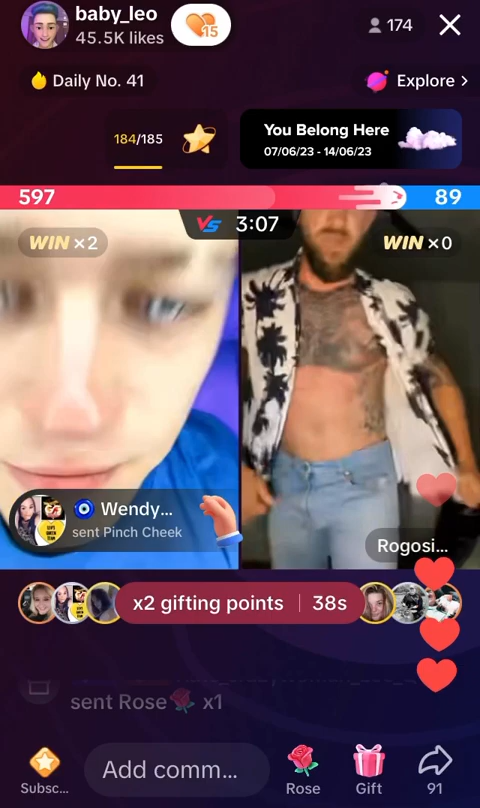 baby_leo
45.5K likes
15
174
Daily No. 41
Explore >
184/185
You Belong Here
07/06/23 - 14/06/23
597
89
VS 3:07
WIN ×2
WIN ×0
Wendy...
sent Pinch Cheek
Rogosi...
x2 gifting points | 38s
sent Rose x1
Subsc...
Add comm...
Rose
Gift
91